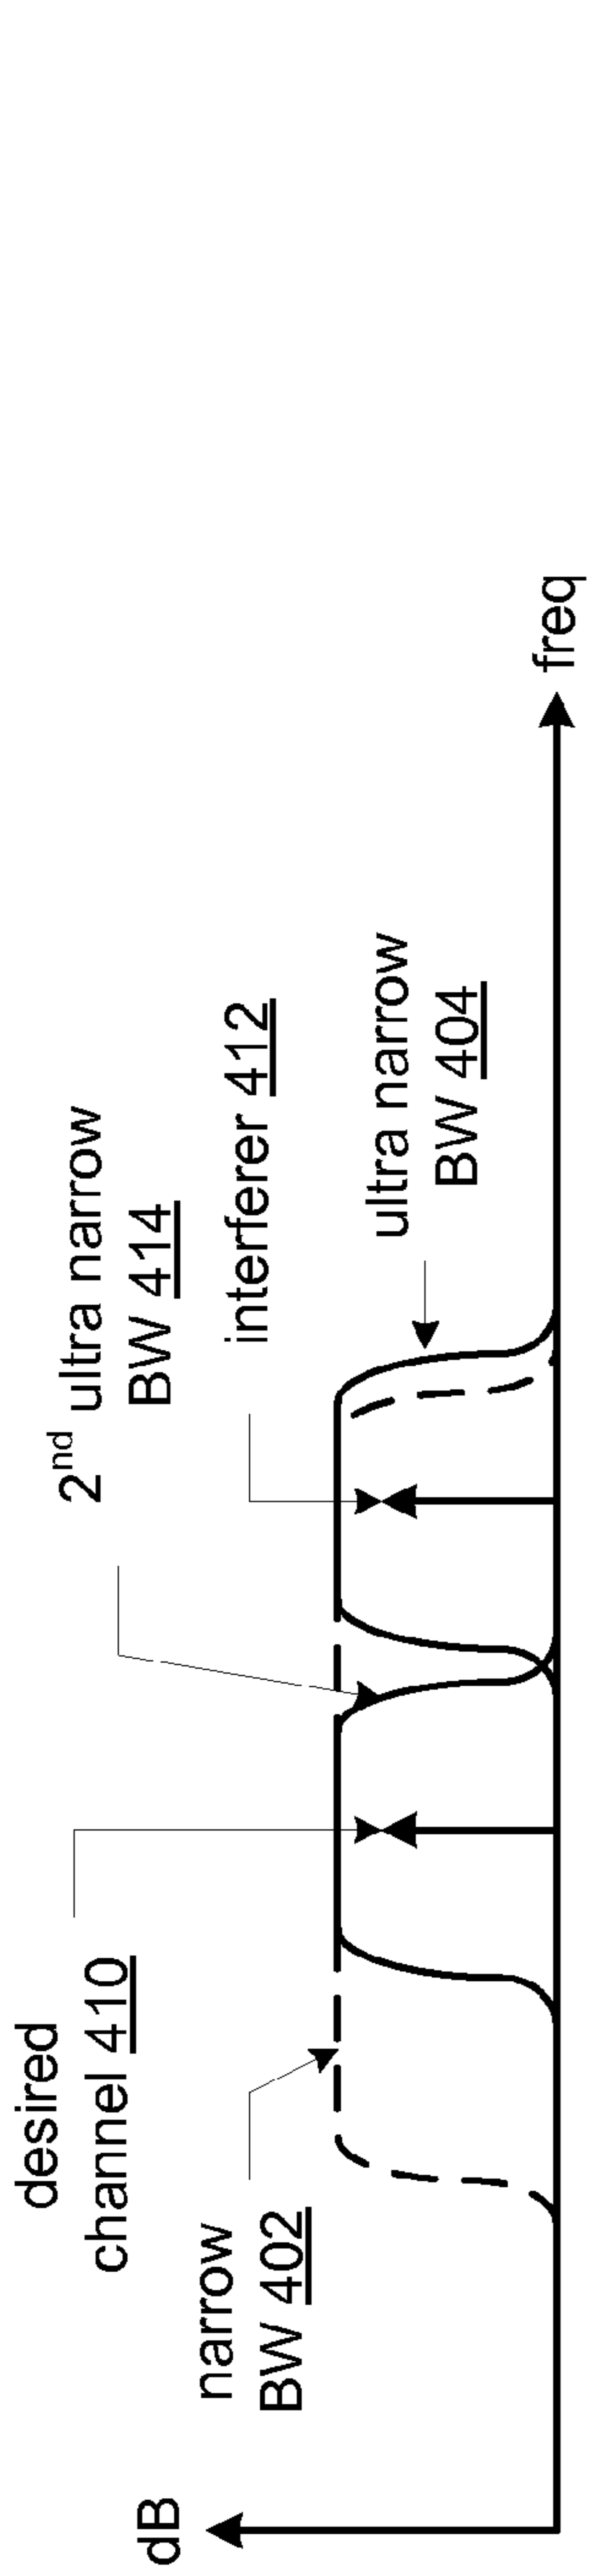 dB
narrow
BW 402
desired
channel 410
2nd ultra narrow
BW 414
interferer 412
ultra narrow
BW 404
freq